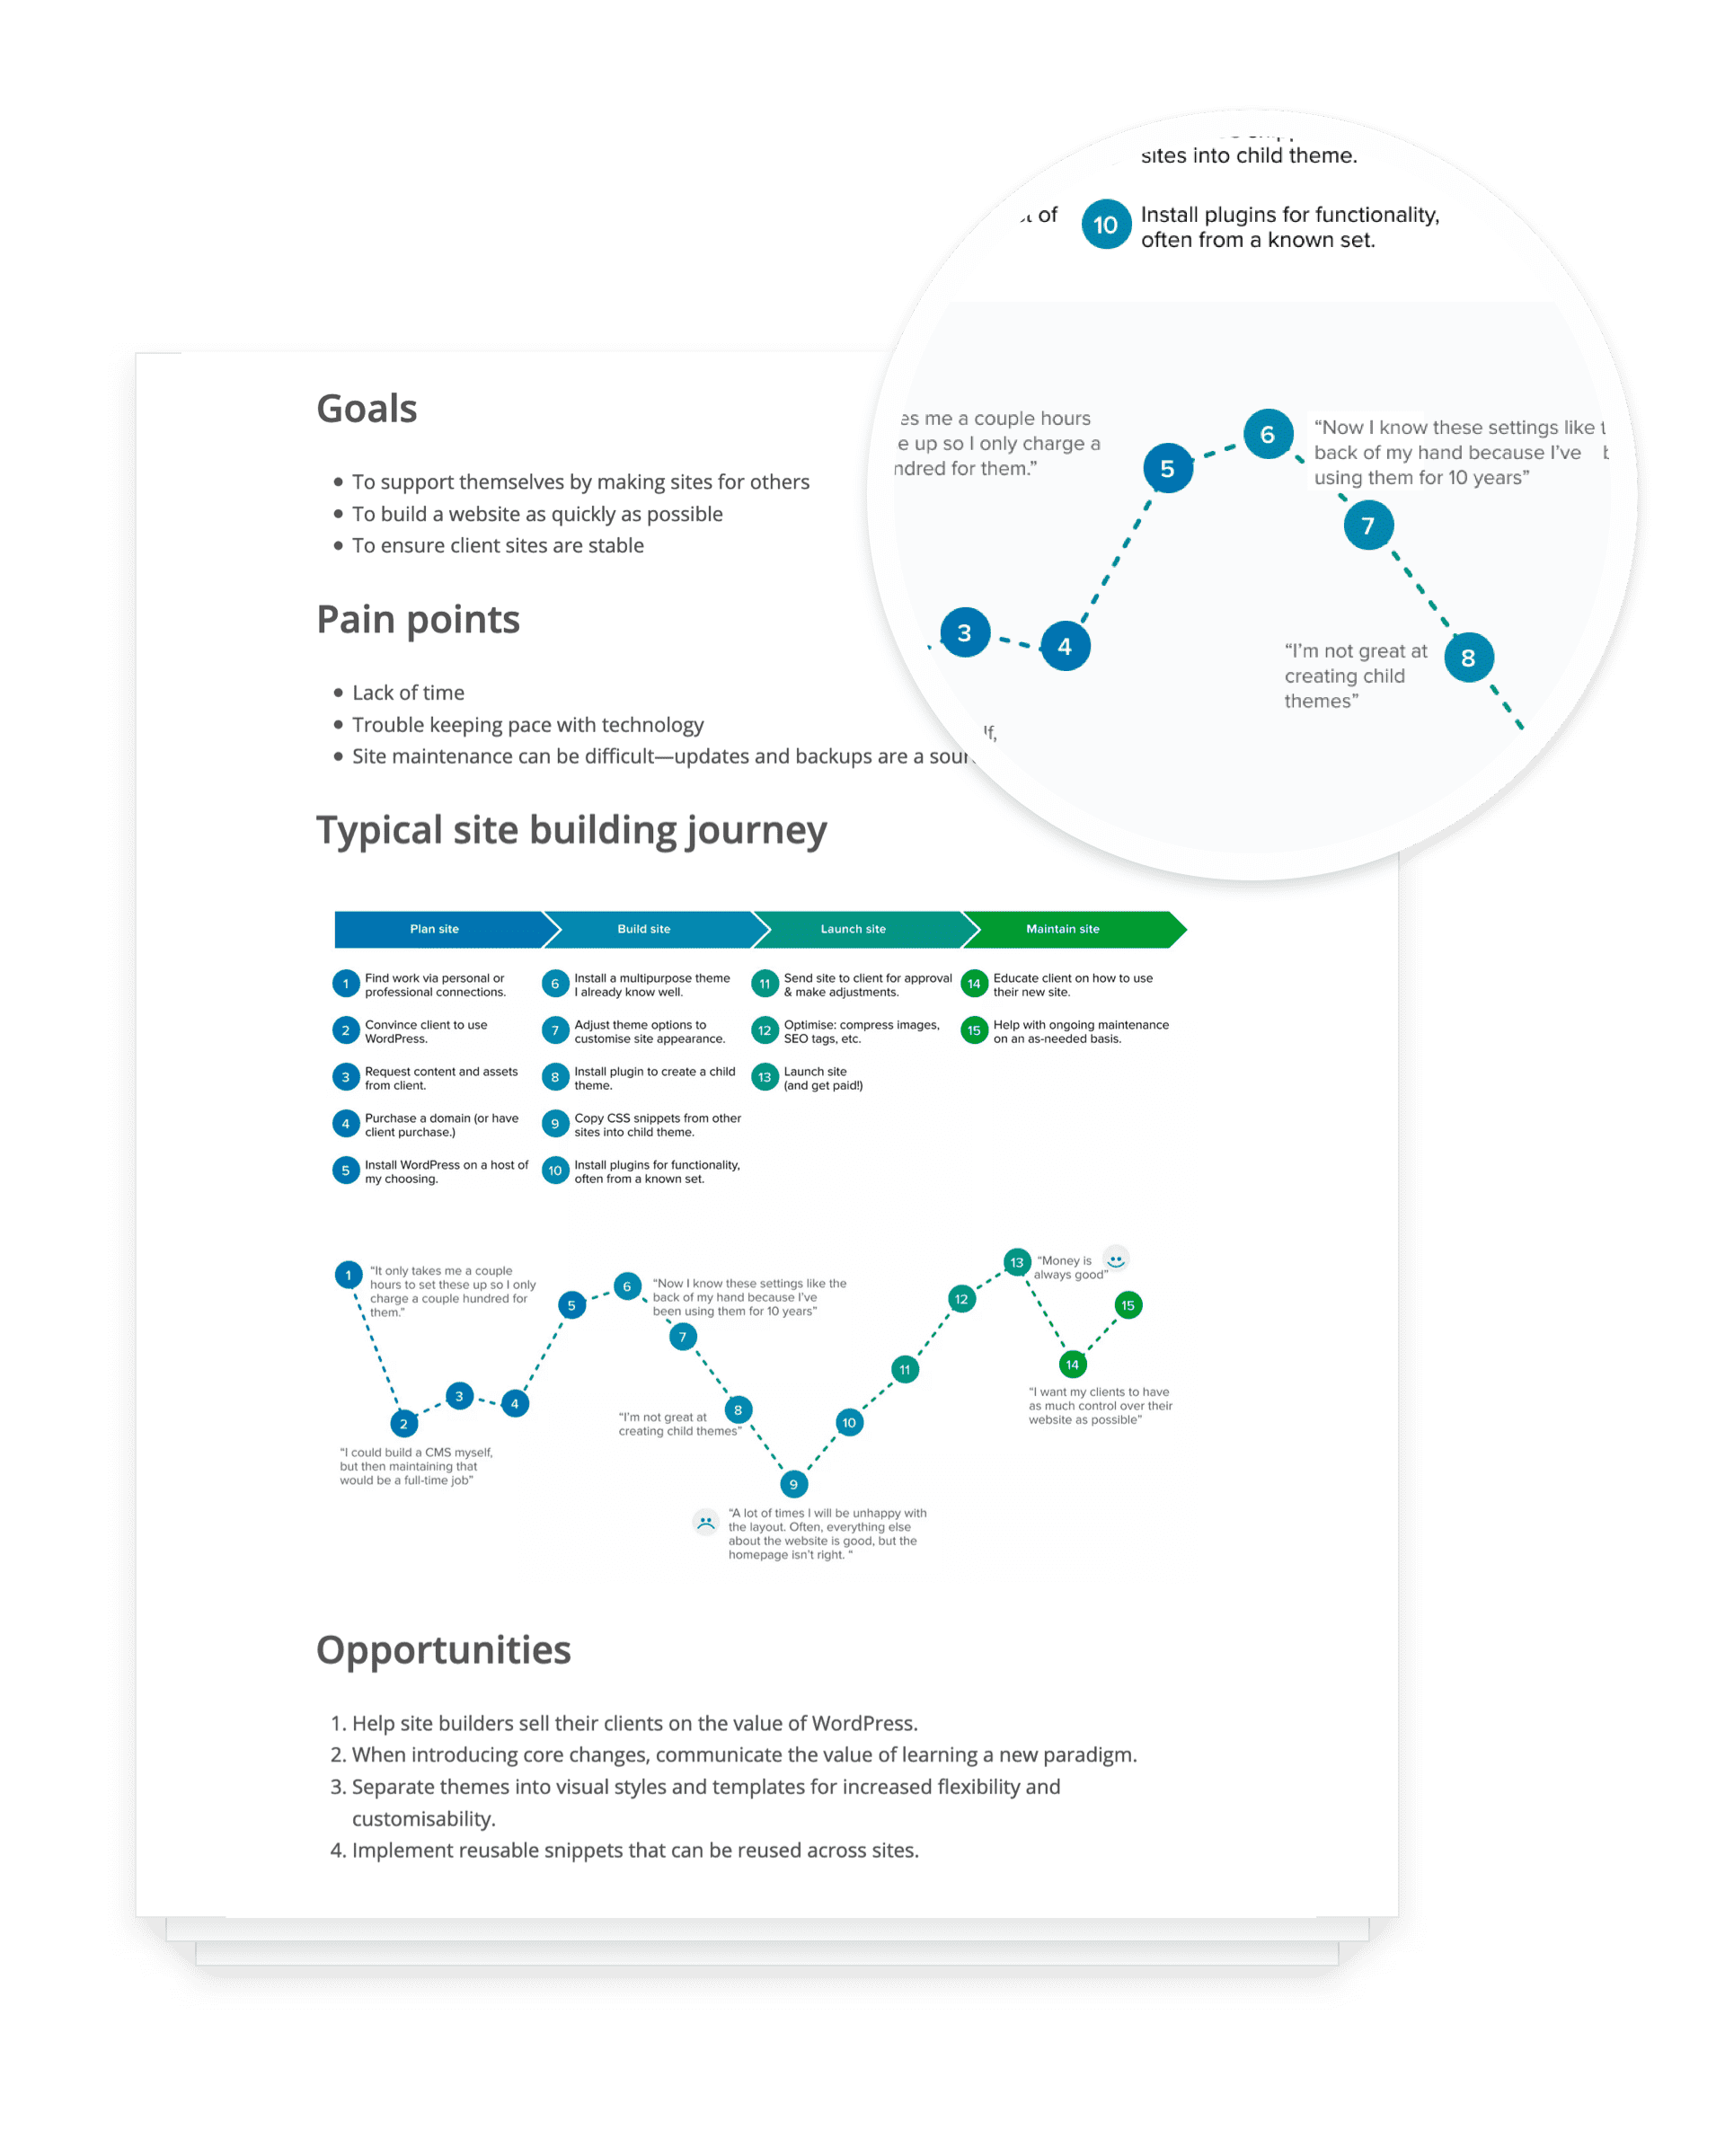 sites into child theme.
of
10 Install plugins for functionality,
often from a known set.
me a couple hours
up so I only charge a
for them.”
“Now I know these settings like
back of my hand because I’ve
using them for 10 years”
3
4
5
6
7
8
“I’m not great at
creating child
themes”
Goals
To support themselves by making sites for others
To build a website as quickly as possible
To ensure client sites are stable
Pain points
Lack of time
Trouble keeping pace with technology
Site maintenance can be difficult—updates and backups are a
Typical site building journey
Plan site
Build site
Launch site
Maintain site
1 Find work via personal or
professional connections.
2 Convince client to use
WordPress.
3 Request content and assets
from client.
4 Purchase a domain (or have
client purchase.)
5 Install WordPress on a host of
my choosing.
6 Install a multipurpose theme
I already know well.
7 Adjust theme options to
customise site appearance.
8 Install plugin to create a child
theme.
9 Copy CSS snippets from other
sites into child theme.
10 Install plugins for functionality,
often from a known set.
11 Send site to client for approval
& make adjustments.
12 Optimise: compress images,
SEO tags, etc.
13 Launch site
(and get paid!)
14 Educate client on how to use
their new site.
15 Help with ongoing maintenance
on an as-needed basis.
1
“It only takes me a couple
hours to set these up so I only
charge a couple hundred for
them.”
2
“I could build a CMS myself,
but then maintaining that
would be a full-time job”
3
4
5
6
“Now I know these settings like the
back of my hand because I’ve
been using them for 10 years”
7
8
“I’m not great at
creating child themes”
9
“A lot of times I will be unhappy with
the layout. Often, everything else
about the website is good, but the
homepage isn’t right. “
10
11
12
13
“Money is
always good”
14
“I want my clients to have
as much control over their
website as possible”
15
Opportunities
1. Help site builders sell their clients on the value of WordPress.
2. When introducing core changes, communicate the value of learning a new paradigm.
3. Separate themes into visual styles and templates for increased flexibility and
customisability.
4. Implement reusable snippets that can be reused across sites.